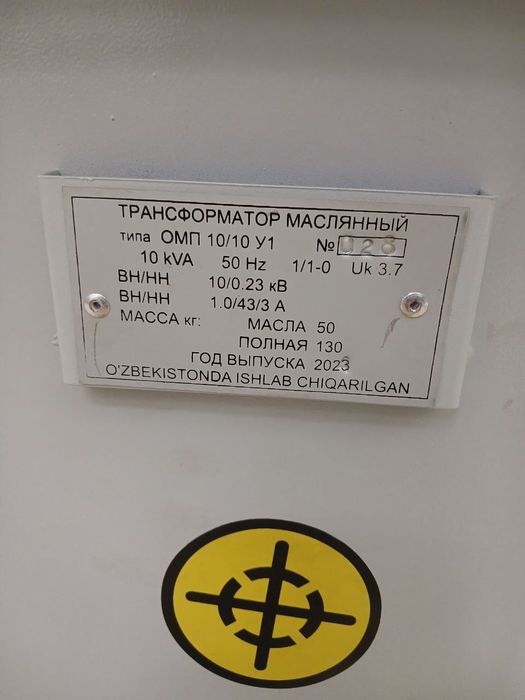 ТРАНСФОРМАТОР МАСЛЯННЫЙ
типа ОМП 10/10 У1 № 028
10 kVA 50 Hz 1/1-0 Uk 3.7
ВН/НН 10/0.23 кВ
ВН/НН 1.0/43/3 А
МАССА кг: МАСЛА 50
ПОЛНАЯ 130
ГОД ВЫПУСКА 2023
O'ZBEKISTONDA ISHLAB CHIQARILGAN